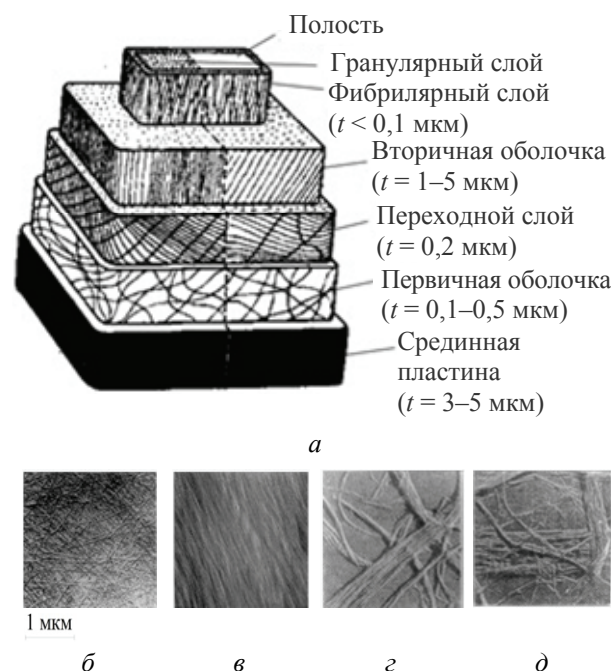 Полость
Гранулярный слой
Фибрилярный слой
(t < 0,1 мкм)
Вторичная оболочка
(t = 1–5 мкм)
Переходной слой
(t = 0,2 мкм)
Первичная оболочка
(t = 0,1–0,5 мкм)
Срединная
пластина
(t = 3–5 мкм)
а
1 мкм
б в г д